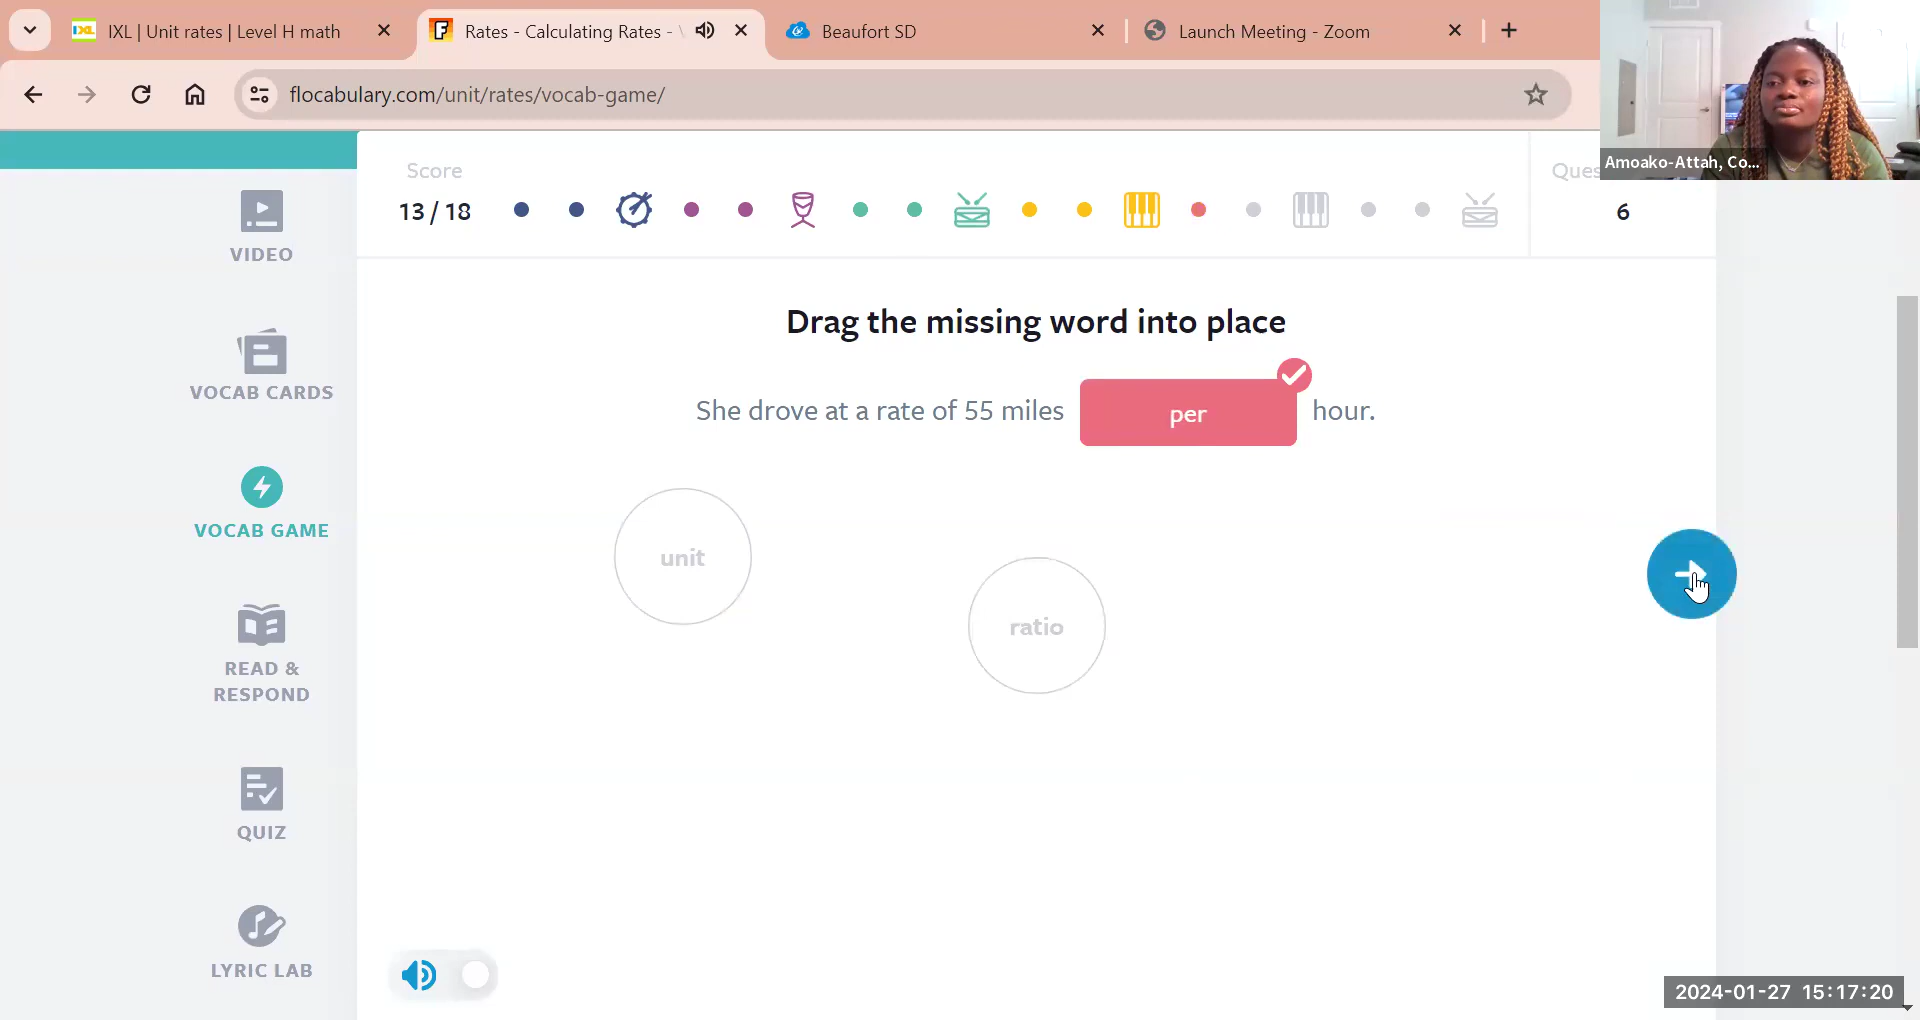 IXL | Unit rates | Level H math
Rates - Calculating Rates -
Beaufort SD
Launch Meeting - Zoom
flocabulary.com/unit/rates/vocab-game/
Amoako-Attah, Co...
Score
13 / 18
Ques
6
VIDEO
VOCAB CARDS
VOCAB GAME
READ &
RESPOND
QUIZ
LYRIC LAB
Drag the missing word into place
She drove at a rate of 55 miles per hour.
unit
ratio
2024-01-27 15:17:20